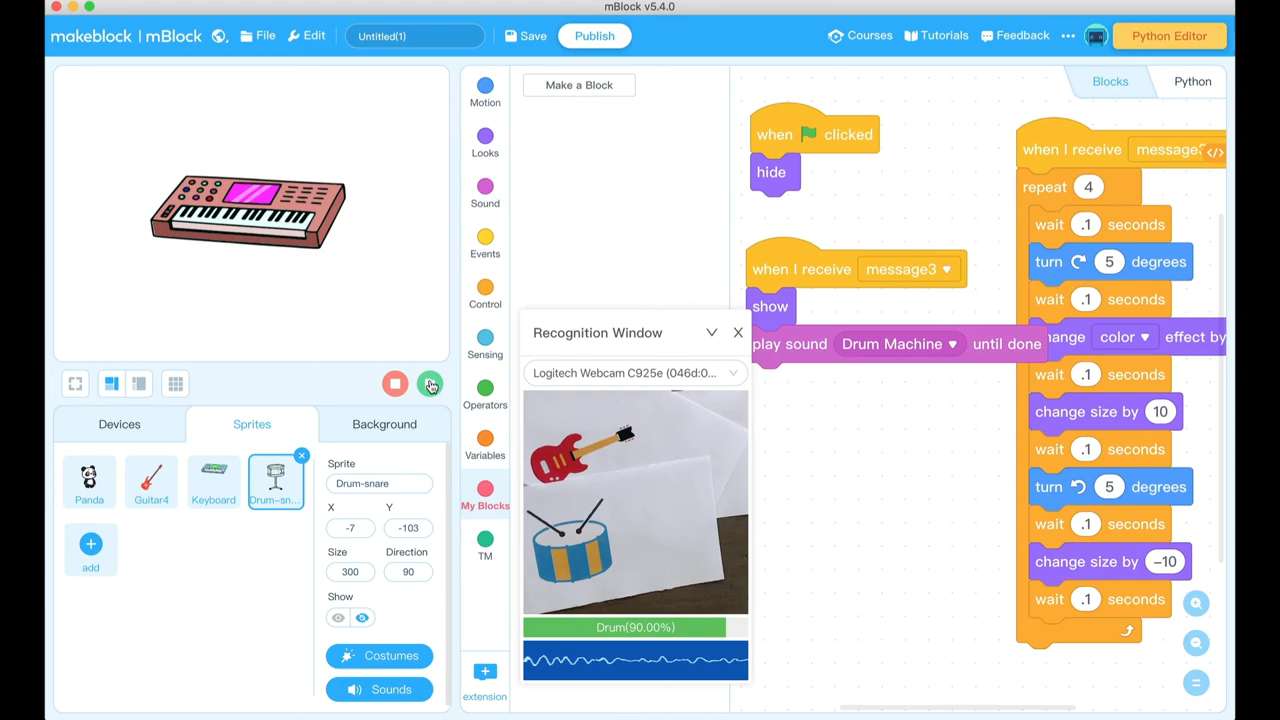 mBlock v5.4.0
makeblock | mBlock File Edit Untitled(1) Save Publish Courses Tutorials Feedback Python Editor
Make a Block
Blocks Python
Motion
Looks
Sound
Events
Control
Sensing
Operators
Variables
My Blocks
TM
extension
when clicked
hide
when I receive message3
show
play sound Drum Machine until done
when I receive
repeat 4
wait .1 seconds
turn 5 degrees
wait .1 seconds
color effect by
wait .1 seconds
change size by 10
wait .1 seconds
turn 5 degrees
wait .1 seconds
change size by -10
wait .1 seconds
Recognition Window
Logitech Webcam C925e (046d:0...
Drum(90.00%)
Devices Sprites Background
Panda Guitar4 Keyboard Drum-sn...
add
Sprite
Drum-snare
X Y
-7 -103
Size Direction
300 90
Show
Costumes
Sounds